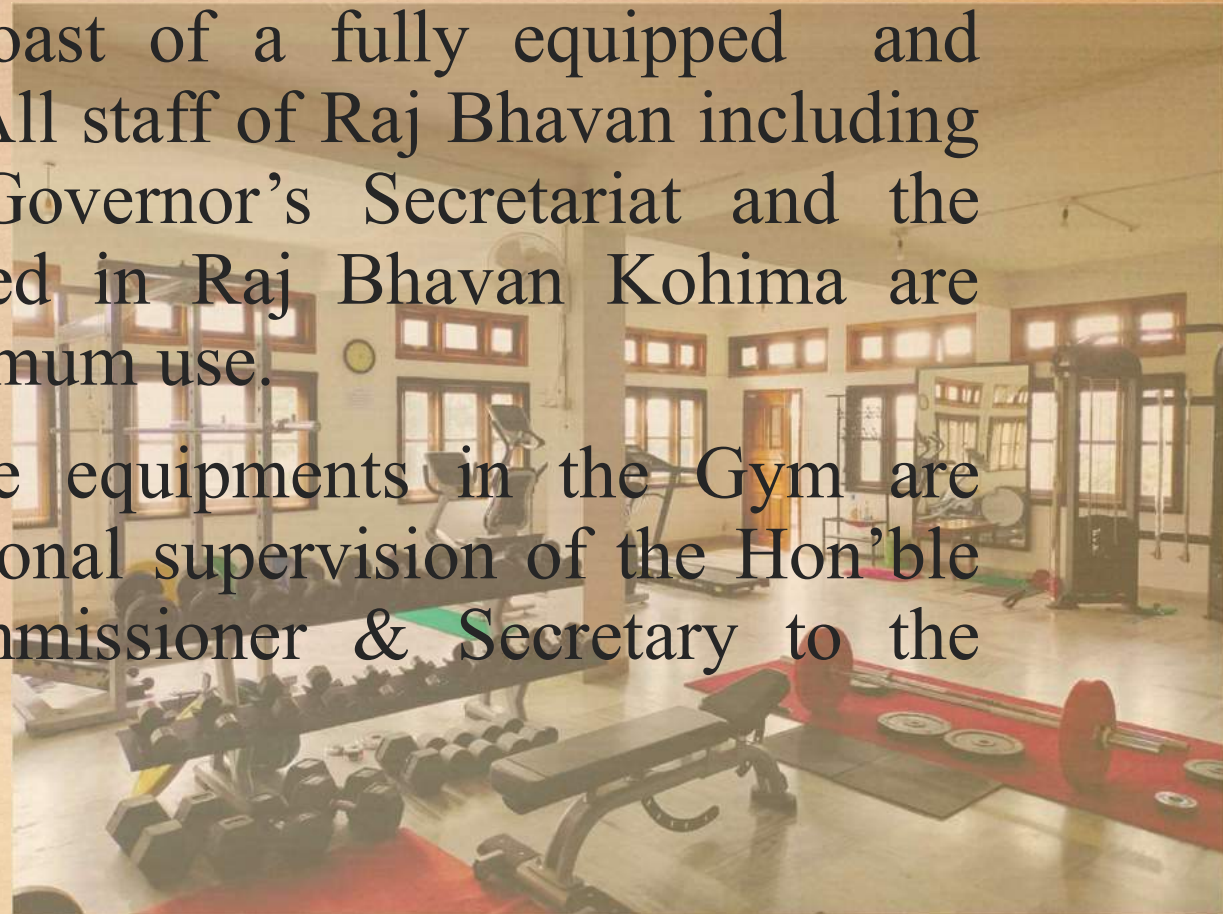 oast of a fully equipped and
All staff of Raj Bhavan including
Governor’s Secretariat and the
ed in Raj Bhavan Kohima are
mum use.
e equipments in the Gym are
onal supervision of the Hon’ble
mmissioner & Secretary to the